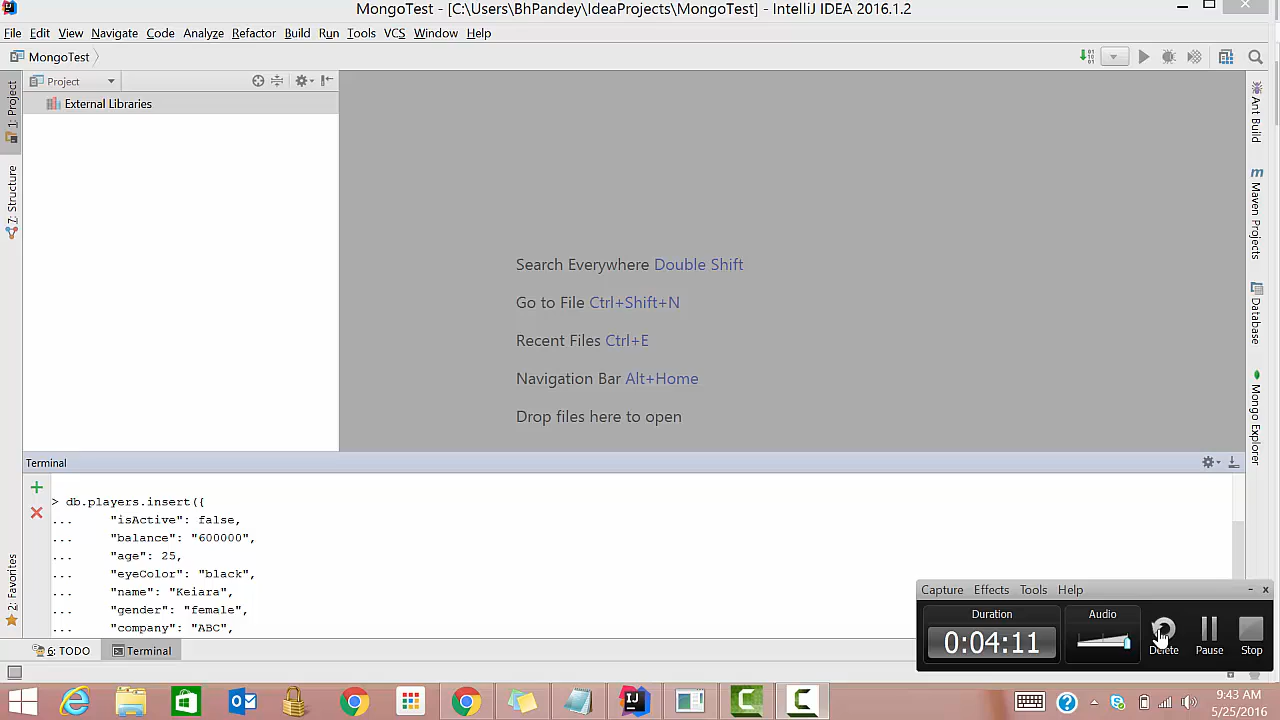 MongoTest - [C:\Users\BhPandey\IdeaProjects\MongoTest] - IntelliJ IDEA 2016.1.2
File Edit View Navigate Code Analyze Refactor Build Run Tools VCS Window Help
MongoTest
1: Project
Project
External Libraries
7: Structure
Ant Build
Maven Projects
Database
Mongo Explorer
Search Everywhere Double Shift
Go to File Ctrl+Shift+N
Recent Files Ctrl+E
Navigation Bar Alt+Home
Drop files here to open
Terminal
> db.players.insert({
... "isActive": false,
... "balance": "600000",
... "age": 25,
... "eyeColor": "black",
... "name": "Keiara",
... "gender": "female",
... "company": "ABC",
2: Favorites
Capture Effects Tools Help
Duration
0:04:11
Audio
Delete
Pause
Stop
6: TODO
Terminal
9:43 AM
5/25/2016